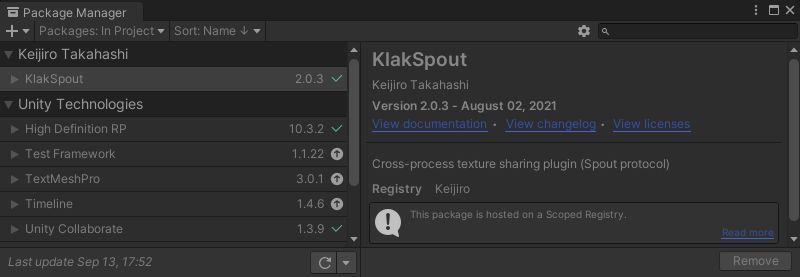 Package Manager
Packages: In Project
Sort: Name ↓
Keijiro Takahashi
KlakSpout 2.0.3
Unity Technologies
High Definition RP 10.3.2
Test Framework 1.1.22
TextMeshPro 3.0.1
Timeline 1.4.6
Unity Collaborate 1.3.9
Last update Sep 13, 17:52
KlakSpout
Keijiro Takahashi
Version 2.0.3 - August 02, 2021
View documentation • View changelog • View licenses
Cross-process texture sharing plugin (Spout protocol)
Registry Keijiro
This package is hosted on a Scoped Registry.
Read more
Remove